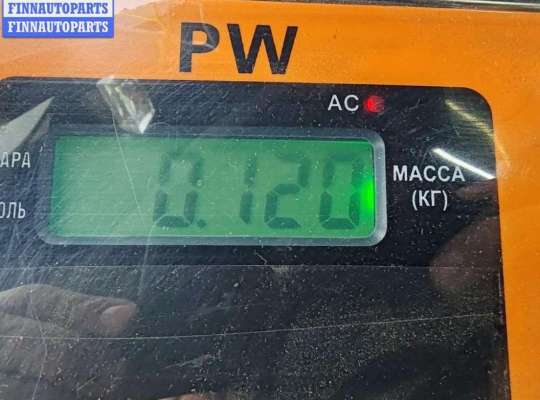 FINNAUTOPARTS
FINNAUTOPARTS
PW
AC
АРА
0.120
МАССА
(КГ)
ОЛЬ